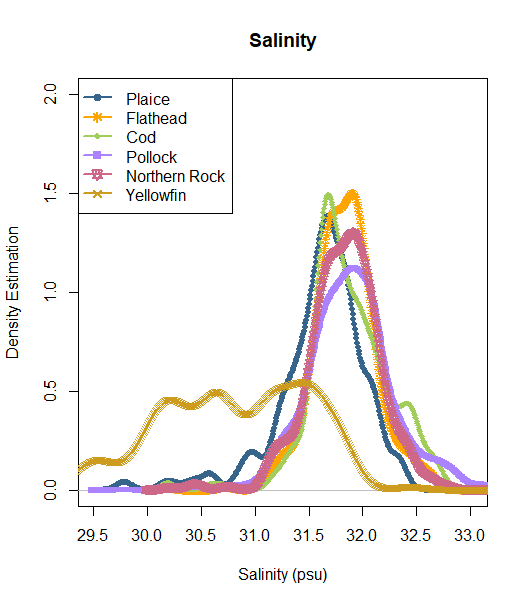 Salinity
Plaice
Flathead
Cod
Pollock
Northern Rock
Yellowfin
Density Estimation
2.0
1.5
1.0
0.5
0.0
29.5 30.0 30.5 31.0 31.5 32.0 32.5 33.0
Salinity (psu)